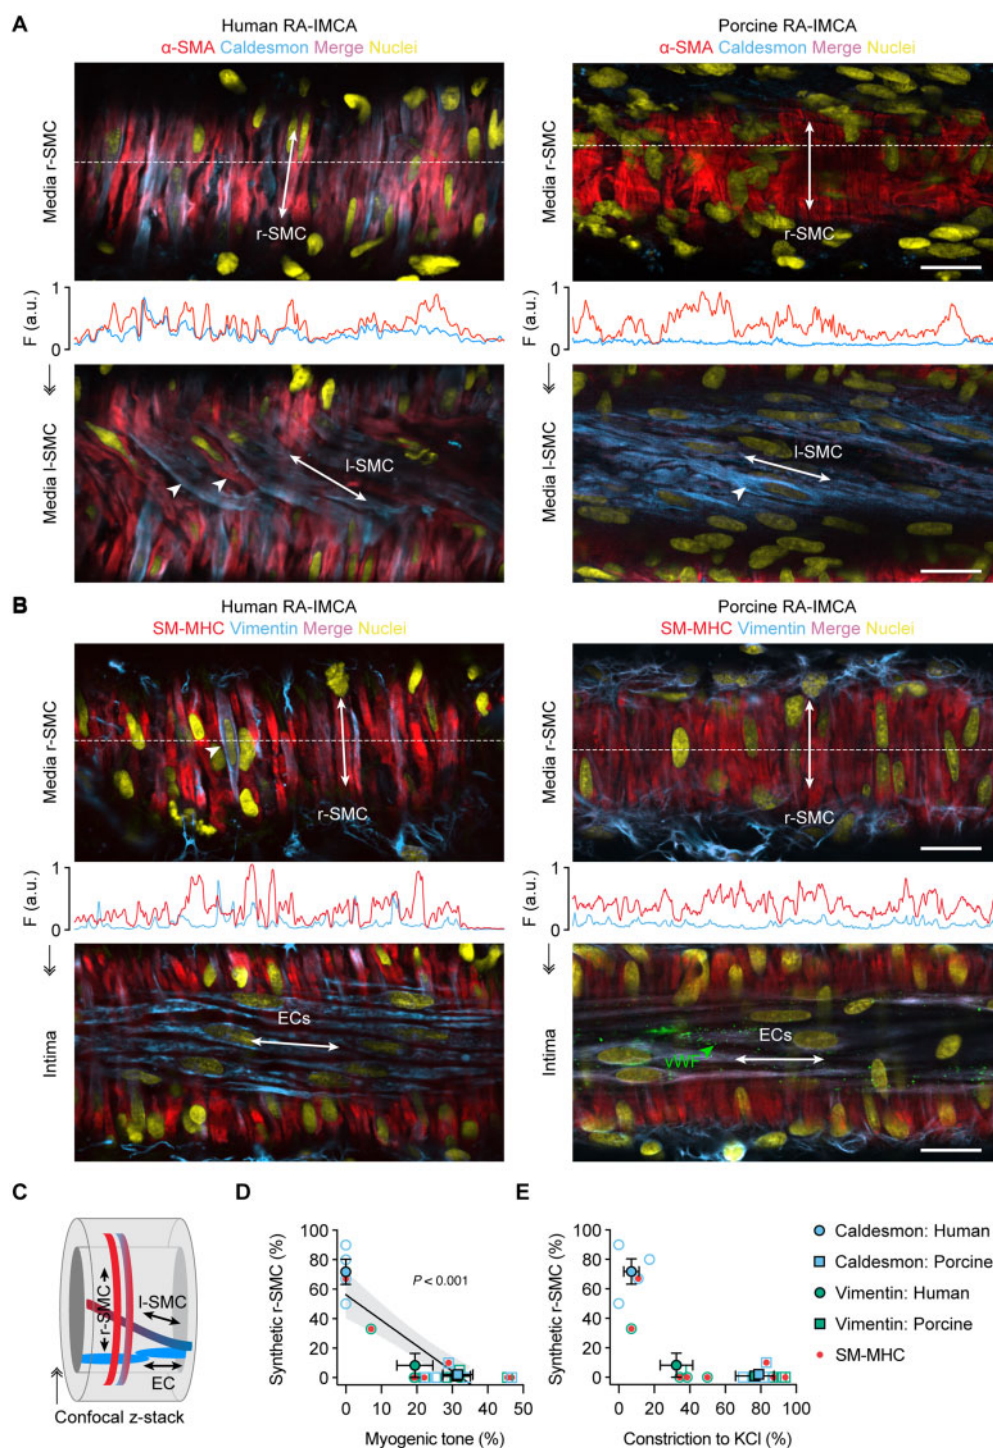 A
Human RA-IMCA
α-SMA Caldesmon Merge Nuclei
Porcine RA-IMCA
α-SMA Caldesmon Merge Nuclei
Media r-SMC
r-SMC
Media r-SMC
r-SMC
F (a.u.)
1
0
F (a.u.)
1
0
Media l-SMC
l-SMC
Media l-SMC
l-SMC
B
Human RA-IMCA
SM-MHC Vimentin Merge Nuclei
Porcine RA-IMCA
SM-MHC Vimentin Merge Nuclei
Media r-SMC
r-SMC
Media r-SMC
r-SMC
F (a.u.)
1
0
F (a.u.)
1
0
Intima
ECs
Intima
ECs
vWF
C
r-SMC
l-SMC
EC
Confocal z-stack
D
Synthetic r-SMC (%)
100
80
60
40
20
0
P < 0.001
0 10 20 30 40 50
Myogenic tone (%)
E
Synthetic r-SMC (%)
100
80
60
40
20
0
0 20 40 60 80 100
Constriction to KCl (%)
Caldesmon: Human
Caldesmon: Porcine
Vimentin: Human
Vimentin: Porcine
SM-MHC